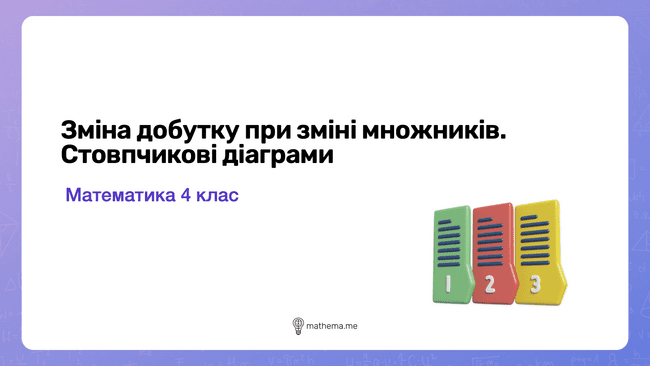 Зміна добутку при зміні множників.
Стовпчикові діаграми
Математика 4 клас
1 2 3
mathema.me